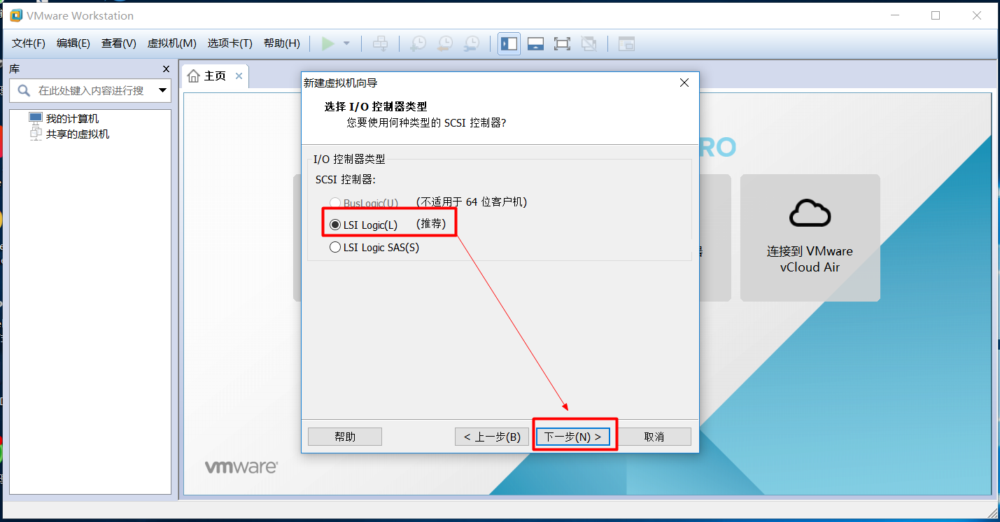 VMware Workstation
文件(F) 编辑(E) 查看(V) 虚拟机(M) 选项卡(T) 帮助(H)
库
主页
在此处键入内容进行搜
我的计算机
共享的虚拟机
新建虚拟机向导
选择 I/O 控制器类型
您要使用何种类型的 SCSI 控制器?
I/O 控制器类型
SCSI 控制器:
BusLogic(U) (不适用于 64 位客户机)
LSI Logic(L) (推荐)
LSI Logic SAS(S)
RO
器
连接到 VMware
vCloud Air
帮助
< 上一步(B)
下一步(N) >
取消
vmware